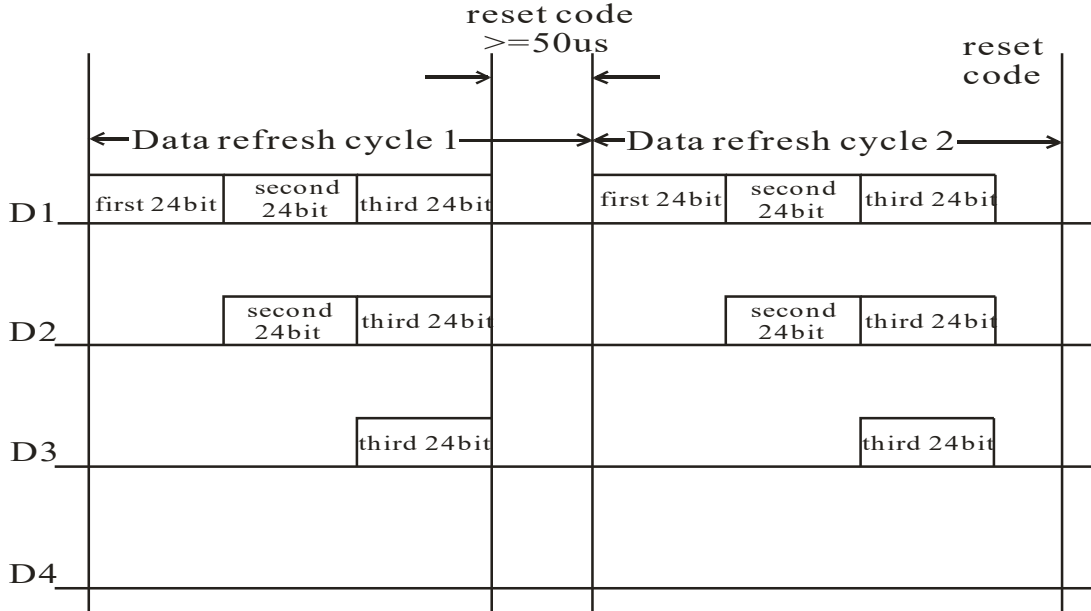 reset code
>=50us
reset
code
Data refresh cycle 1
Data refresh cycle 2
D1
first 24bit
second
24bit
third 24bit
first 24bit
second
24bit
third 24bit
D2
second
24bit
third 24bit
second
24bit
third 24bit
D3
third 24bit
third 24bit
D4